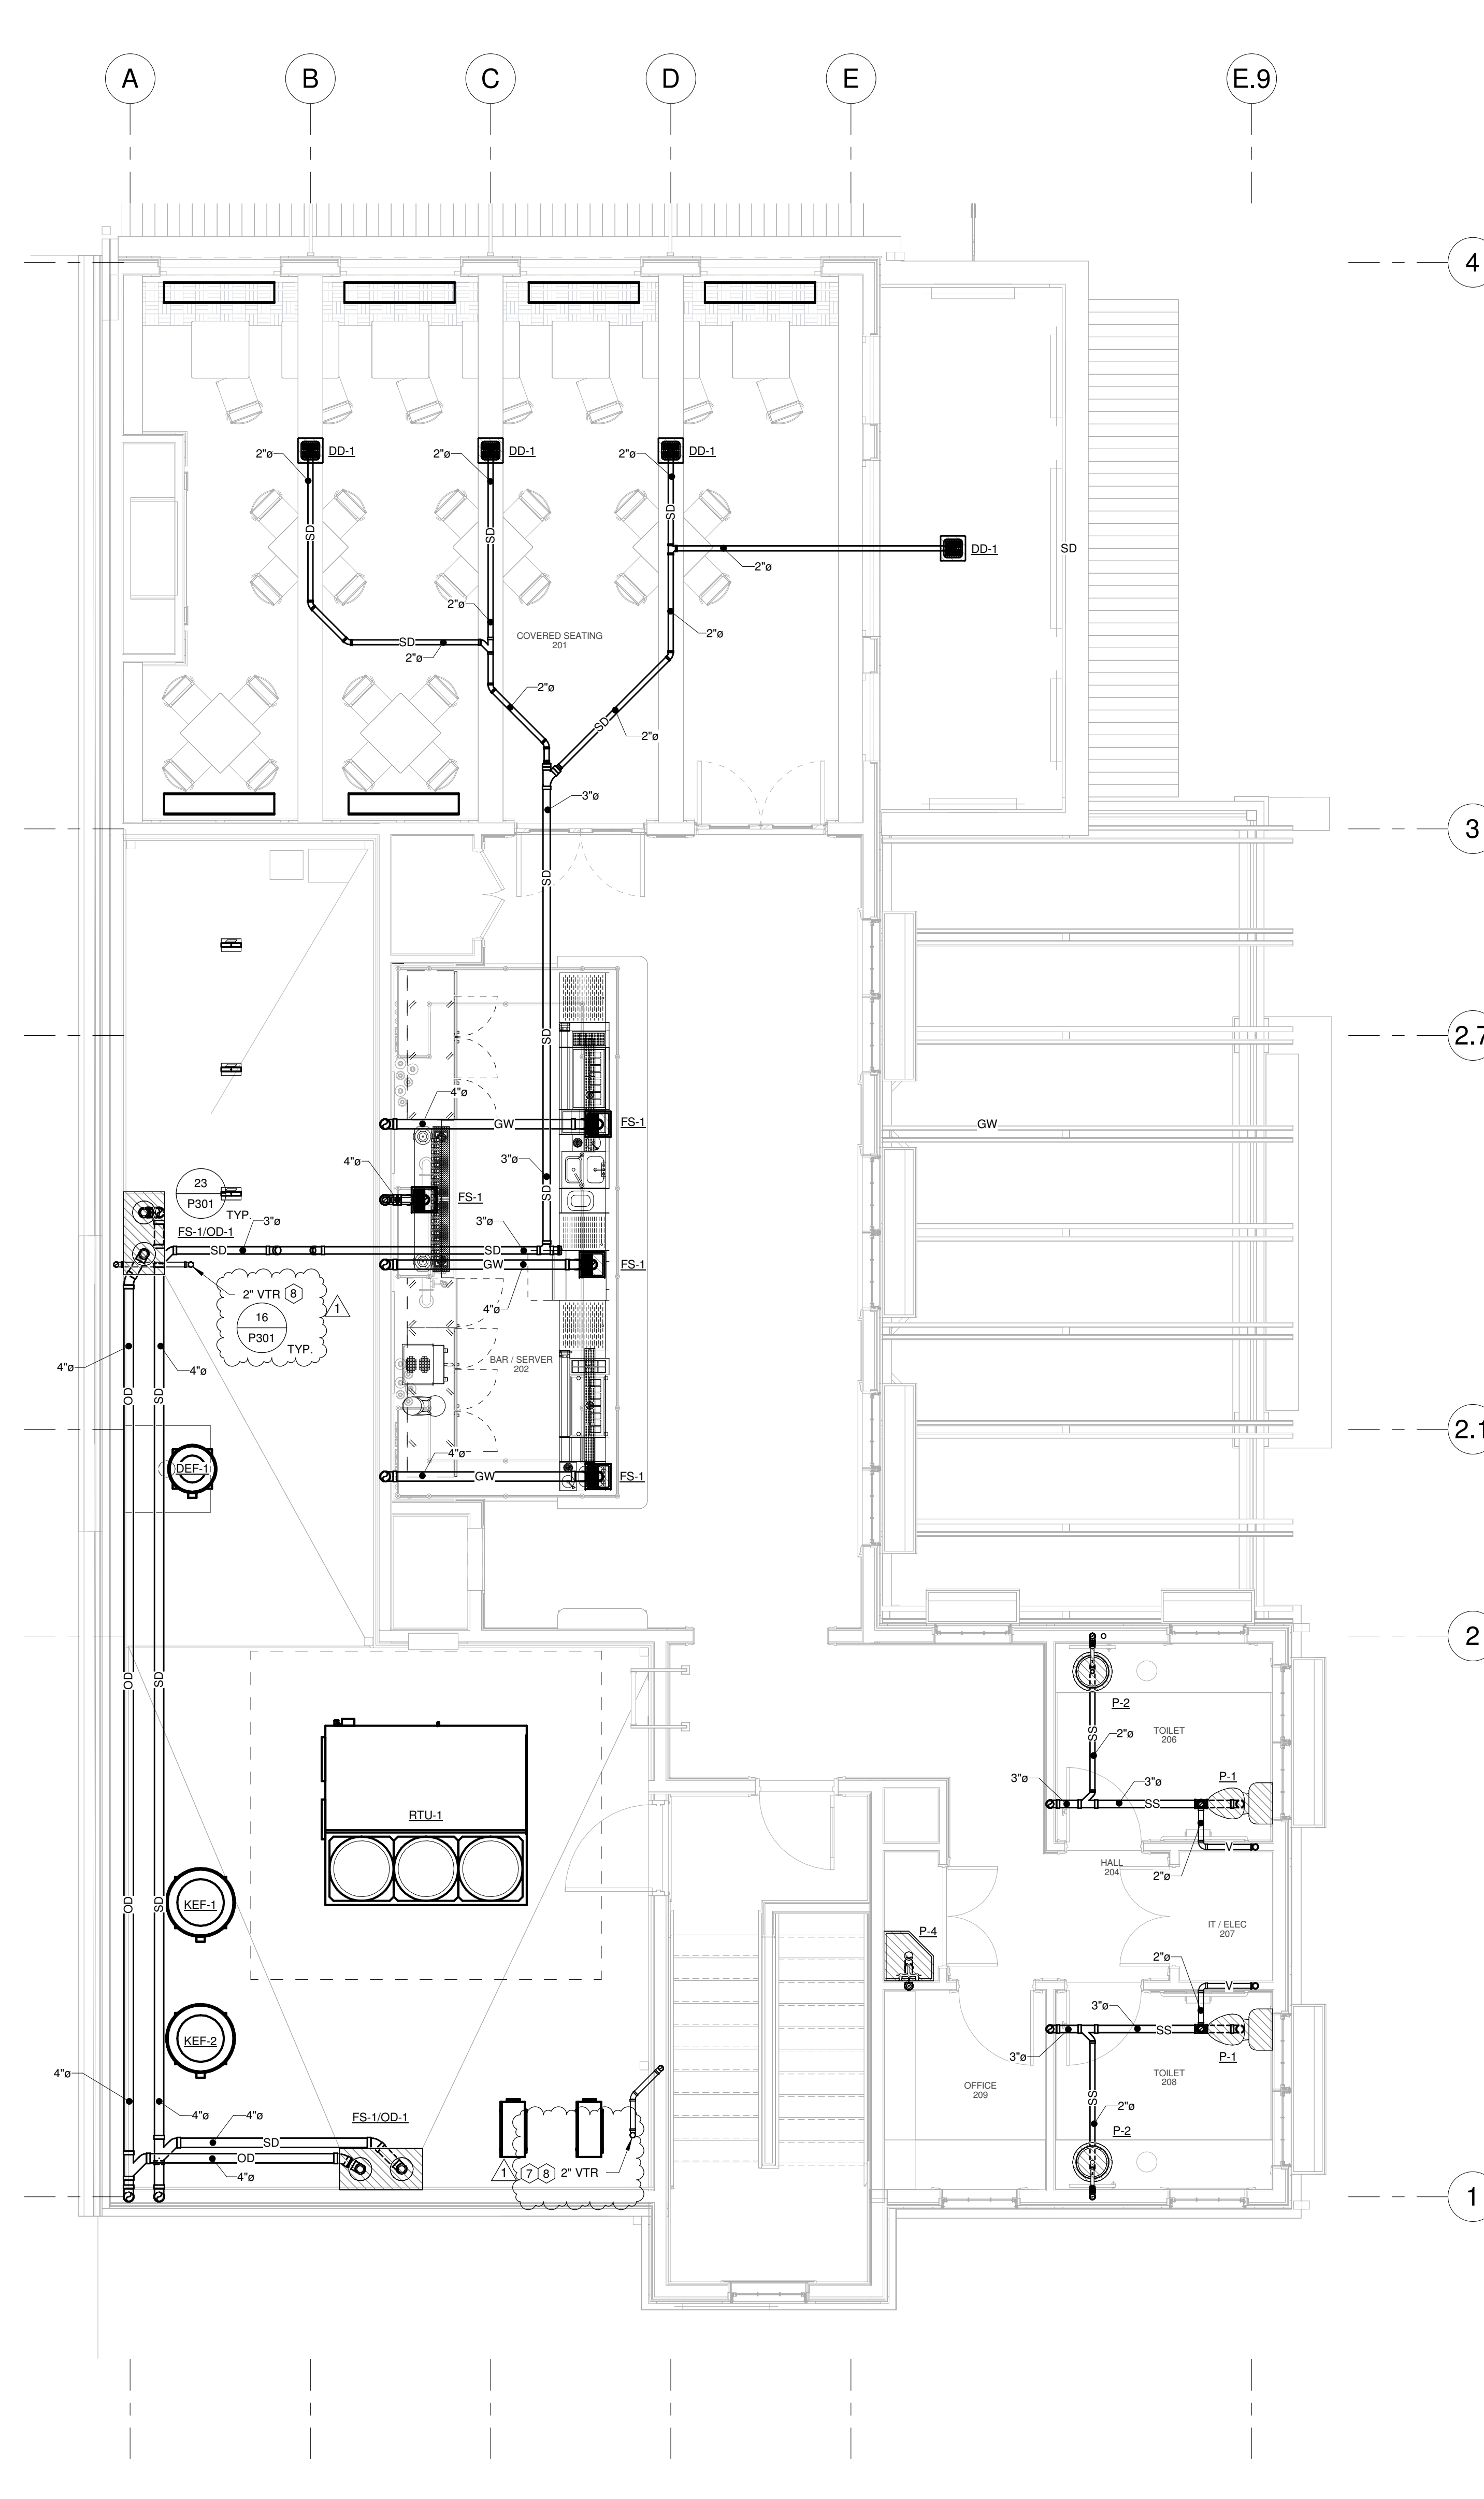 A
B
C
D
E
E.9
4
2"ø
DD-1
2"ø
DD-1
2"ø
DD-1
SD
SD
SD
DD-1
SD
2"ø
2"ø
COVERED SEATING
201
2"ø
SD
2"ø
2"ø
SD
2"ø
3"ø
3
SD
SD
2.7
4"ø
GW
FS-1
GW
3"ø
4"ø
23
P301
TYP.
SD
FS-1
FS-1/OD-1
3"ø
SD
3"ø
SD
GW
FS-1
4"ø
2" VTR
8
1
16
P301
TYP.
BAR / SERVER
202
4"ø
4"ø
OD
SD
2.1
4"ø
DEF-1
GW
FS-1
2
OD
SD
P-2
TOILET
206
SS
2"ø
3"ø
3"ø
P-1
SS
RTU-1
V
HALL
204
2"ø
OD
SD
KEF-1
P-4
IT / ELEC
207
2"ø
V
3"ø
SS
KEF-2
3"ø
P-1
4"ø
OFFICE
209
TOILET
208
SS
2"ø
4"ø
4"ø
FS-1/OD-1
P-2
SD
OD
4"ø
1
7
8
2" VTR
1